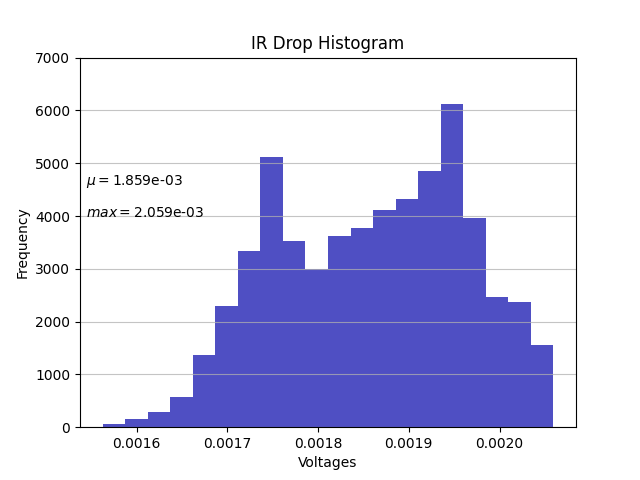 IR Drop Histogram
7000
6000
5000
4000
3000
2000
1000
0
Frequency
μ = 1.859e-03
max = 2.059e-03
0.0016 0.0017 0.0018 0.0019 0.0020
Voltages